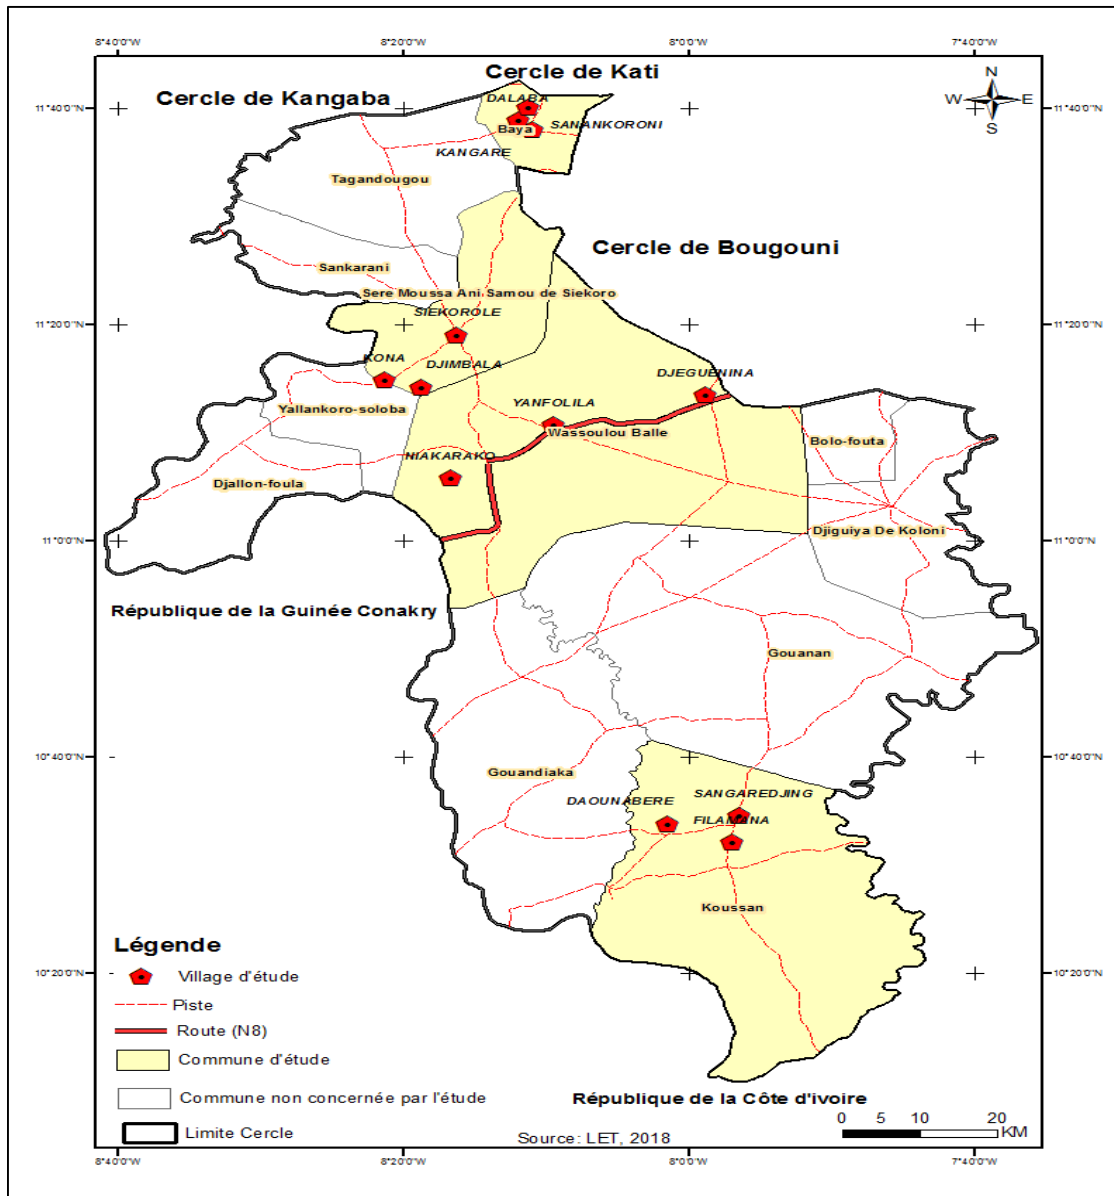 8°40'0"W 8°20'0"W 8°0'0"W 7°40'0"W
Cercle de Kati
Cercle de Kangaba
N
W E
S
11°40'0"N 11°40'0"N
DALABA
SANANKORONI
Baya
KANGARE
Tagandougou
Cercle de Bougouni
Sankarani
Sere Moussa Ani Samou de Siekoro
SIEKOROLE
11°20'0"N 11°20'0"N
KONA
DJIMBALA
DJEGUENINA
YANFOLILA
Yallankoro-soloba
Wassoulou Balle
Bolo-fouta
NIAKARAKO
Djallon-foula
Djiguiya De Koloni
11°0'0"N 11°0'0"N
République de la Guinée Conakry
Gouanan
10°40'0"N 10°40'0"N
Gouandiaka
SANGAREDJING
DAOUNABERE
FILAMANA
Koussan
Légende
Village d'étude
Piste
Route (N8)
Commune d'étude
Commune non concernée par l'étude
Limite Cercle
10°20'0"N 10°20'0"N
République de la Côte d'ivoire
0 5 10 20
KM
Source: LET, 2018
8°40'0"W 8°20'0"W 8°0'0"W 7°40'0"W